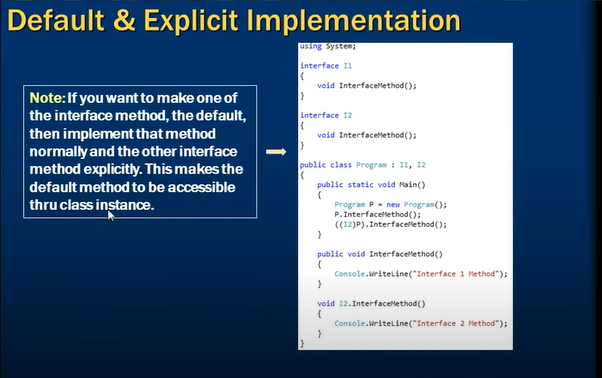 Default & Explicit Implementation
Note: If you want to make one of
the interface method, the default,
then implement that method
normally and the other interface
method explicitly. This makes the
default method to be accessible
thru class instance.
using System;
interface I1
{
void InterfaceMethod();
}
interface I2
{
void InterfaceMethod();
}
public class Program : I1, I2
{
public static void Main()
{
Program P = new Program();
P.InterfaceMethod();
((I2)P).InterfaceMethod();
}
public void InterfaceMethod()
{
Console.WriteLine("Interface 1 Method");
}
void I2.InterfaceMethod()
{
Console.WriteLine("Interface 2 Method");
}
}